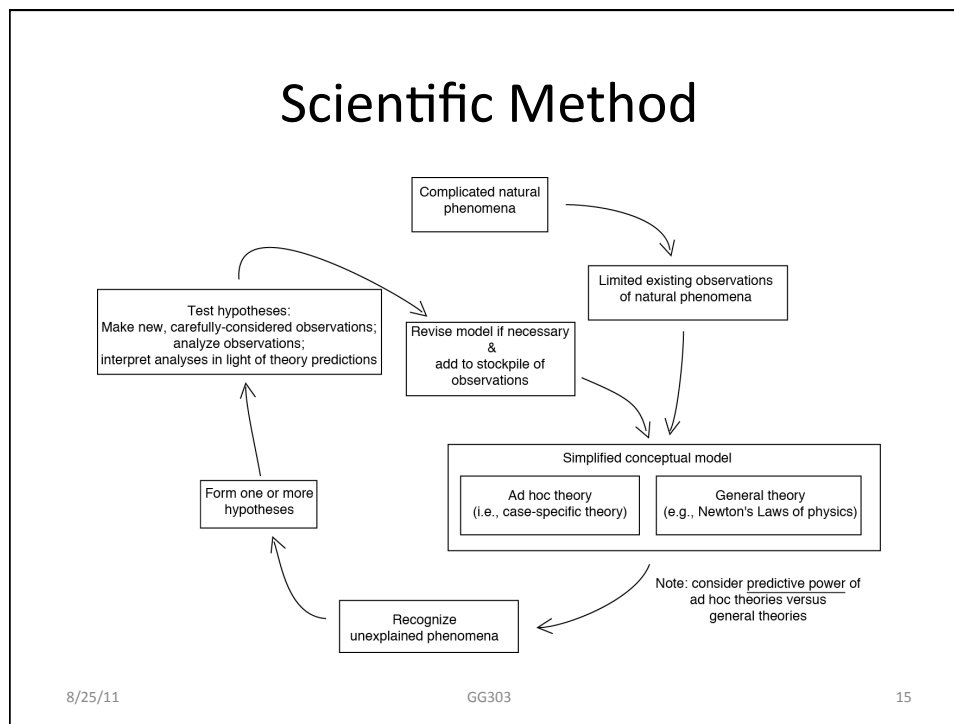 Scientific Method
Complicated natural
phenomena
Limited existing observations
of natural phenomena
Test hypotheses:
Make new, carefully-considered observations;
analyze observations;
interpret analyses in light of theory predictions
Revise model if necessary
&
add to stockpile of
observations
Simplified conceptual model
Ad hoc theory
(i.e., case-specific theory)
General theory
(e.g., Newton's Laws of physics)
Form one or more
hypotheses
Note: consider predictive power of
ad hoc theories versus
general theories
Recognize
unexplained phenomena
8/25/11
GG303
15